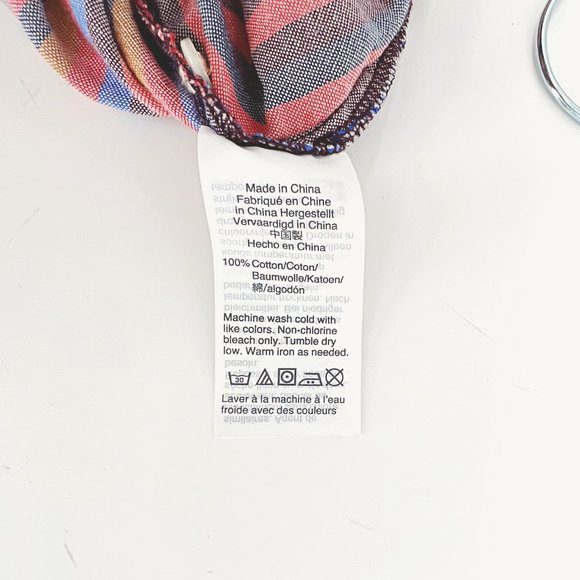 Made in China
Fabriqué en Chine
in China Hergestellt
Vervaardigd in China
中国製
Hecho en China
100% Cotton/Coton/
Baumwolle/Katoen/
綿/algodón
Machine wash cold with
like colors. Non-chlorine
bleach only. Tumble dry
low. Warm iron as needed.
30
Laver à la machine à l'eau
froide avec des couleurs